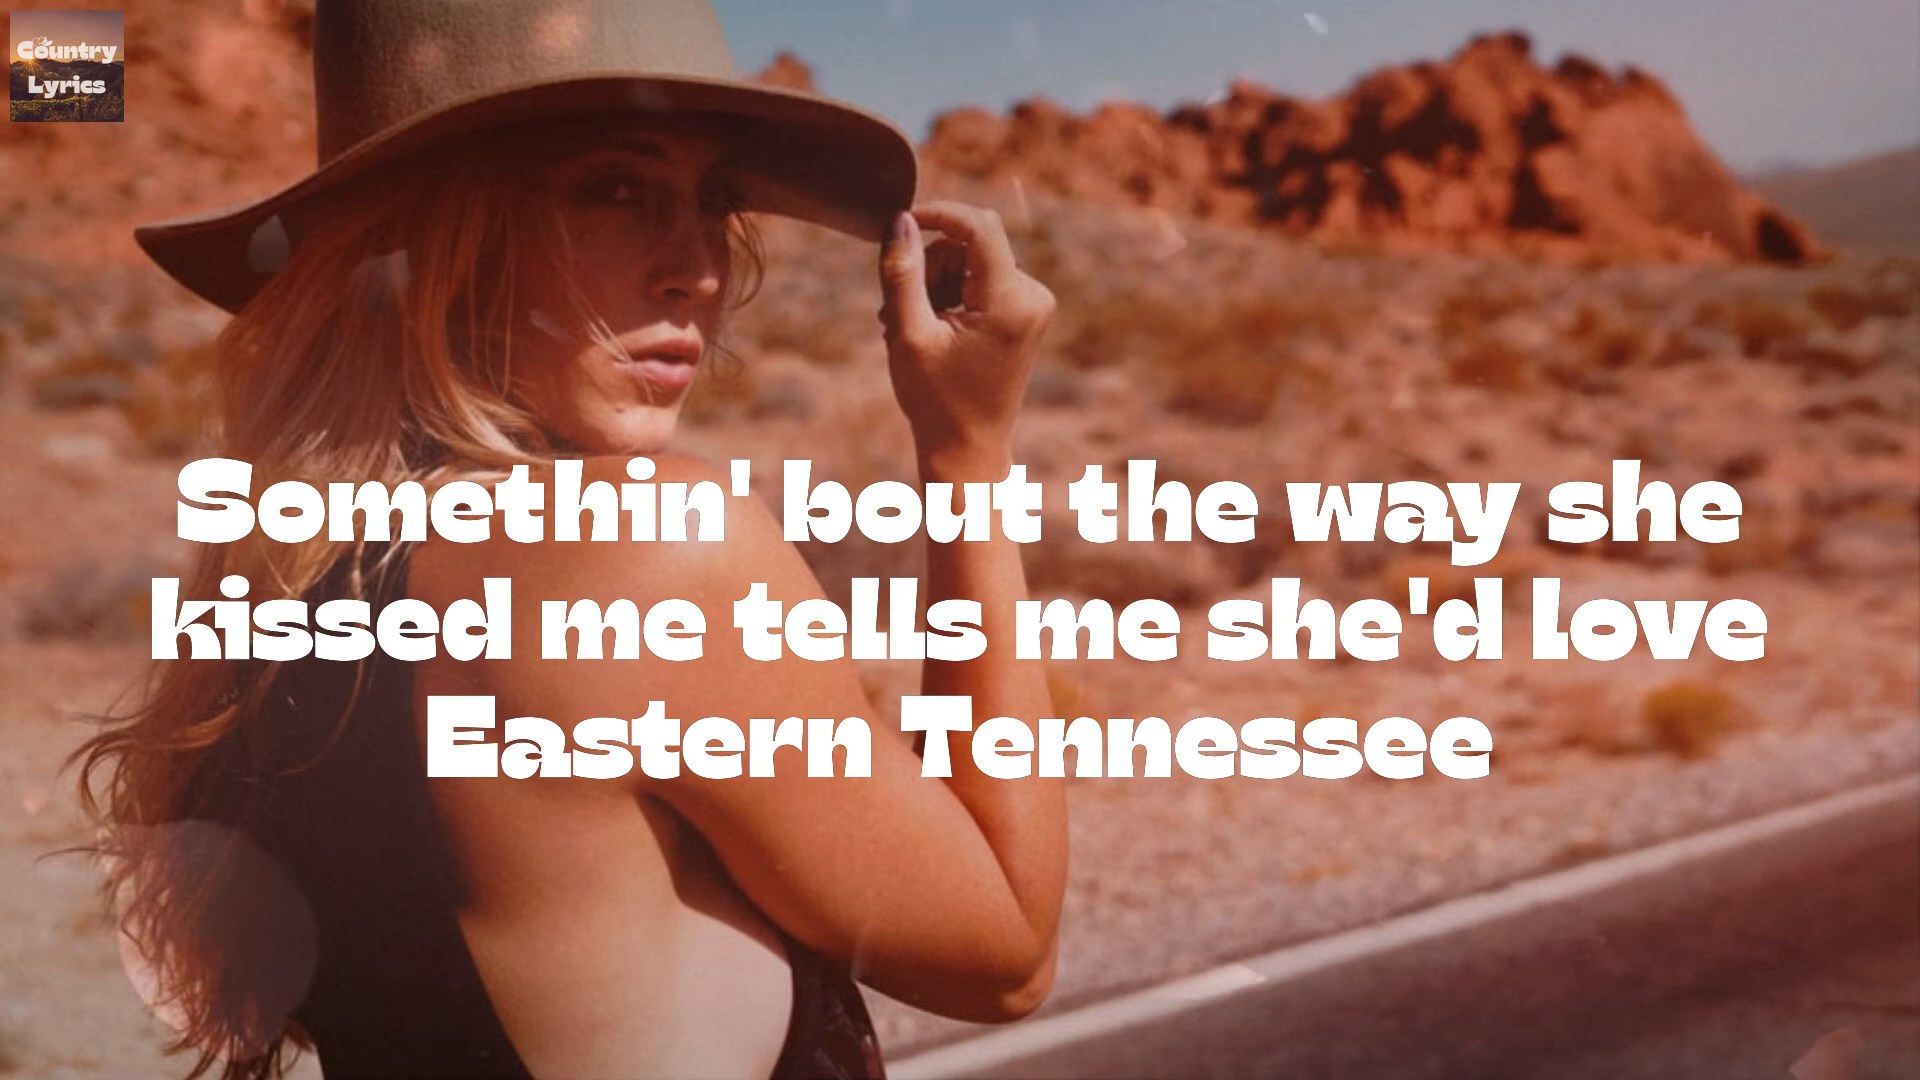 Country
Lyrics
Somethin' bout the way she
kissed me tells me she'd love
Eastern Tennessee